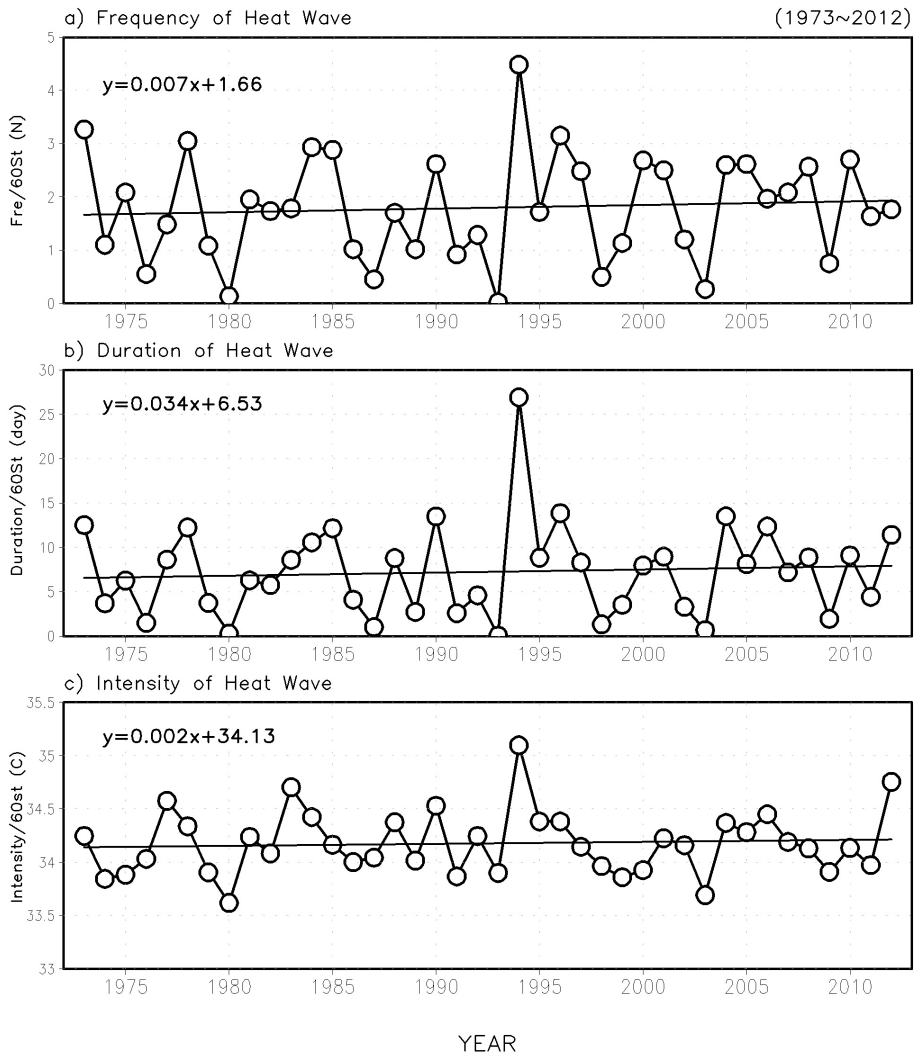 a) Frequency of Heat Wave (1973~2012)
y=0.007x+1.66
Fre/60St (N)
5
4
3
2
1
0
1975 1980 1985 1990 1995 2000 2005 2010
b) Duration of Heat Wave
y=0.034x+6.53
Duration/60St (day)
30
25
20
15
10
5
0
1975 1980 1985 1990 1995 2000 2005 2010
c) Intensity of Heat Wave
y=0.002x+34.13
Intensity/60st (C)
35.5
35
34.5
34
33.5
33
1975 1980 1985 1990 1995 2000 2005 2010
YEAR